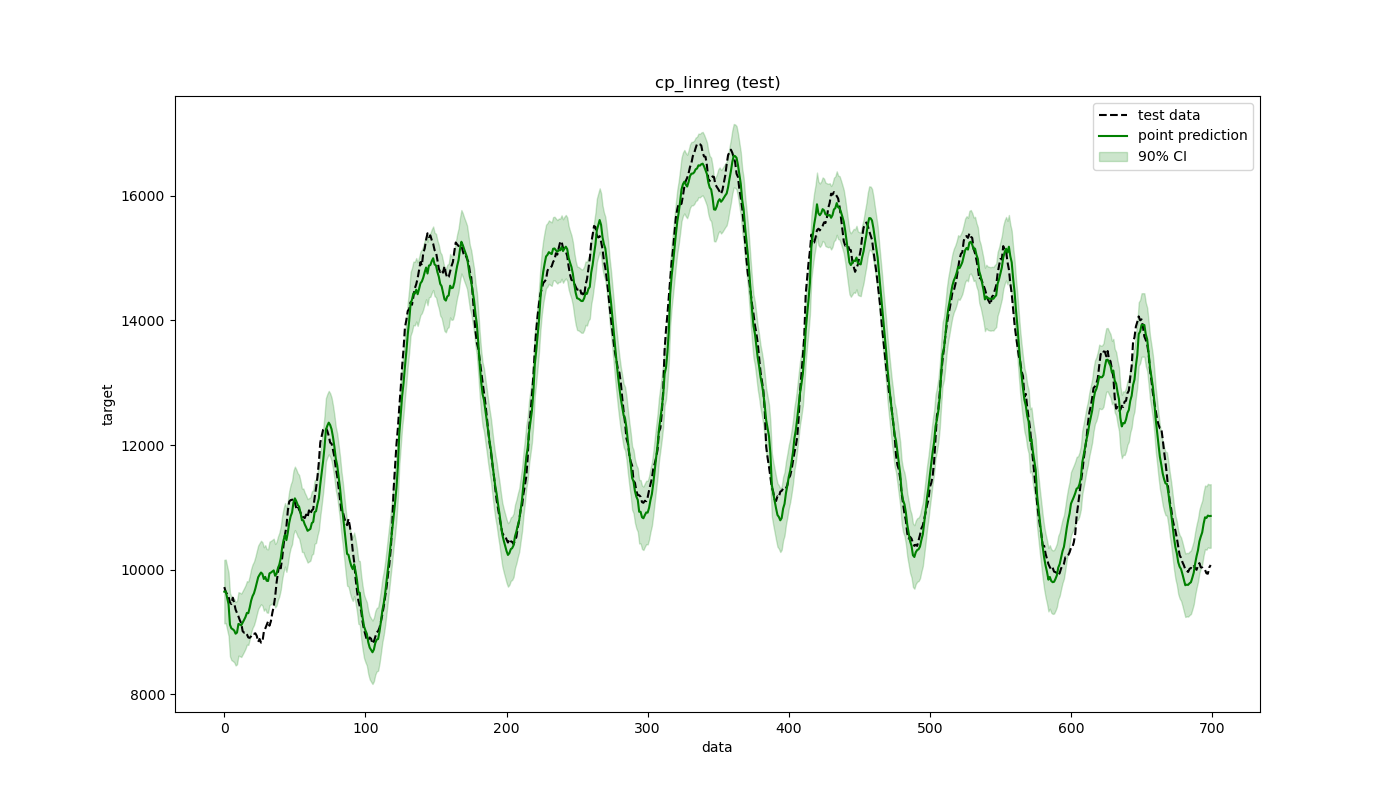 cp_linreg (test)
test data
point prediction
90% CI
target
16000
14000
12000
10000
8000
0 100 200 300 400 500 600 700
data